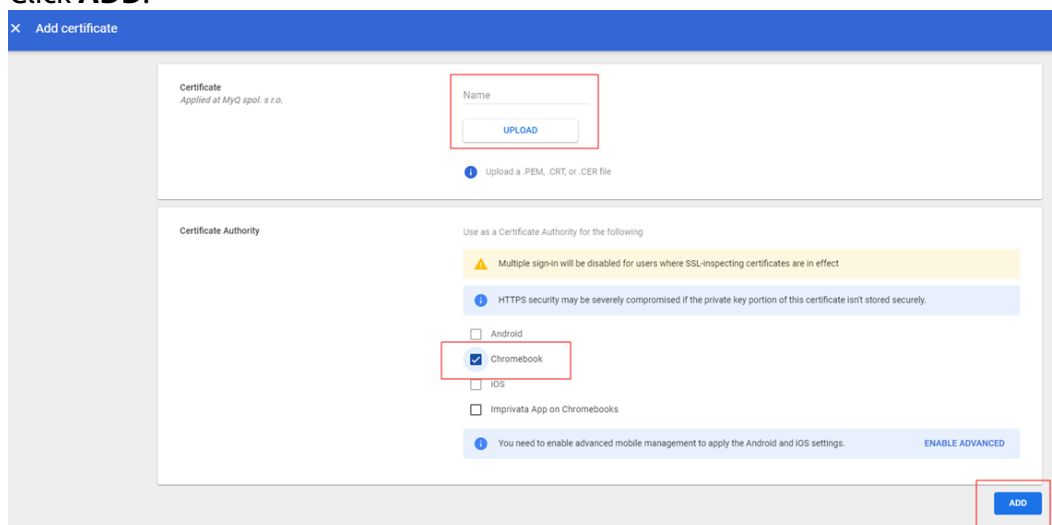 Click ADD.
Add certificate
Certificate
Applied at MyQ spol. s r.o.
Name
UPLOAD
Upload a .PEM, .CRT, or .CER file
Certificate Authority
Use as a Certificate Authority for the following
Multiple sign-in will be disabled for users where SSL-inspecting certificates are in effect
HTTPS security may be severely compromised if the private key portion of this certificate isn't stored securely.
Android
Chromebook
iOS
Imprivata App on Chromebooks
You need to enable advanced mobile management to apply the Android and iOS settings.
ENABLE ADVANCED
ADD